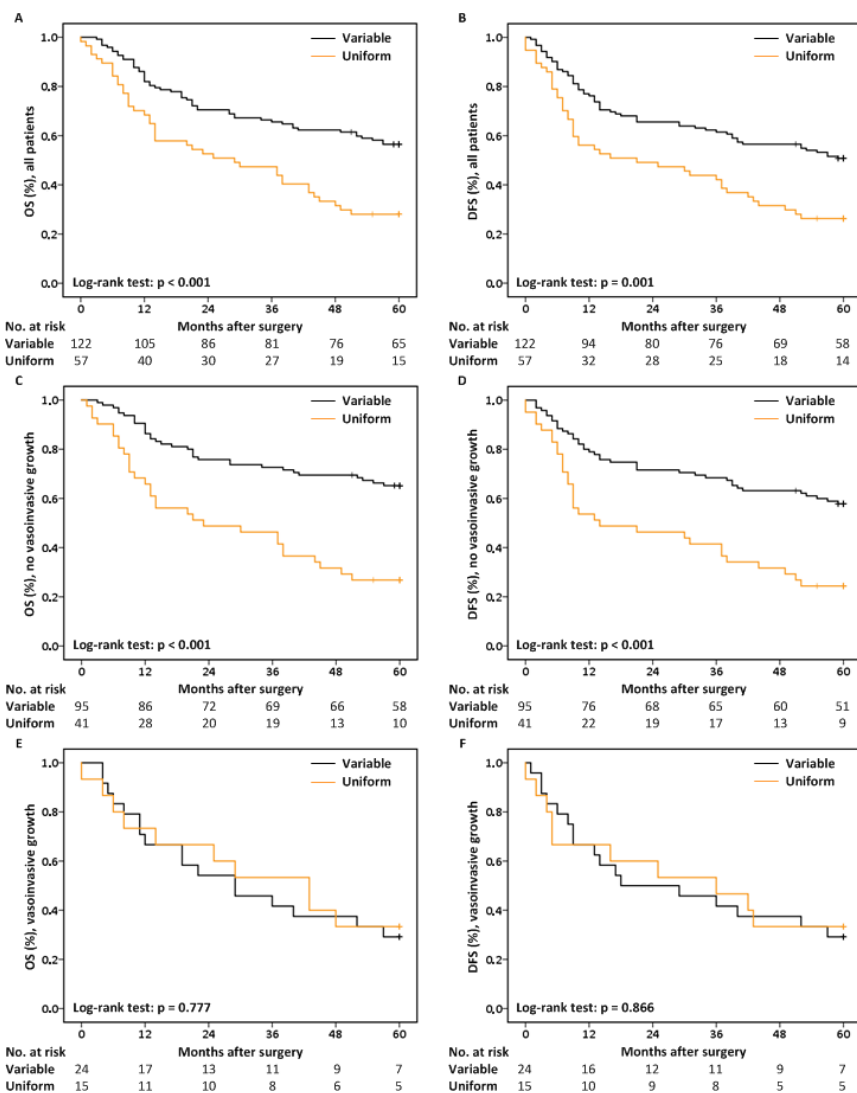 A
OS (%), all patients
1.0
0.8
0.6
0.4
0.2
0.0
Variable
Uniform
Log-rank test: p < 0.001
0 12 24 36 48 60
No. at risk Months after surgery
Variable 122 105 86 81 76 65
Uniform 57 40 30 27 19 15
B
DFS (%), all patients
1.0
0.8
0.6
0.4
0.2
0.0
Variable
Uniform
Log-rank test: p = 0.001
0 12 24 36 48 60
No. at risk Months after surgery
Variable 122 94 80 76 69 58
Uniform 57 32 28 25 18 14
C
OS (%), no vasoinvasive growth
1.0
0.8
0.6
0.4
0.2
0.0
Variable
Uniform
Log-rank test: p < 0.001
0 12 24 36 48 60
No. at risk Months after surgery
Variable 95 86 72 69 66 58
Uniform 41 28 20 19 13 10
D
DFS (%), no vasoinvasive growth
1.0
0.8
0.6
0.4
0.2
0.0
Variable
Uniform
Log-rank test: p < 0.001
0 12 24 36 48 60
No. at risk Months after surgery
Variable 95 76 68 65 60 51
Uniform 41 22 19 17 13 9
E
OS (%), vasoinvasive growth
1.0
0.8
0.6
0.4
0.2
0.0
Variable
Uniform
Log-rank test: p = 0.777
0 12 24 36 48 60
No. at risk Months after surgery
Variable 24 17 13 11 9 7
Uniform 15 11 10 8 6 5
F
DFS (%), vasoinvasive growth
1.0
0.8
0.6
0.4
0.2
0.0
Variable
Uniform
Log-rank test: p = 0.866
0 12 24 36 48 60
No. at risk Months after surgery
Variable 24 16 12 11 9 7
Uniform 15 10 9 8 5 5